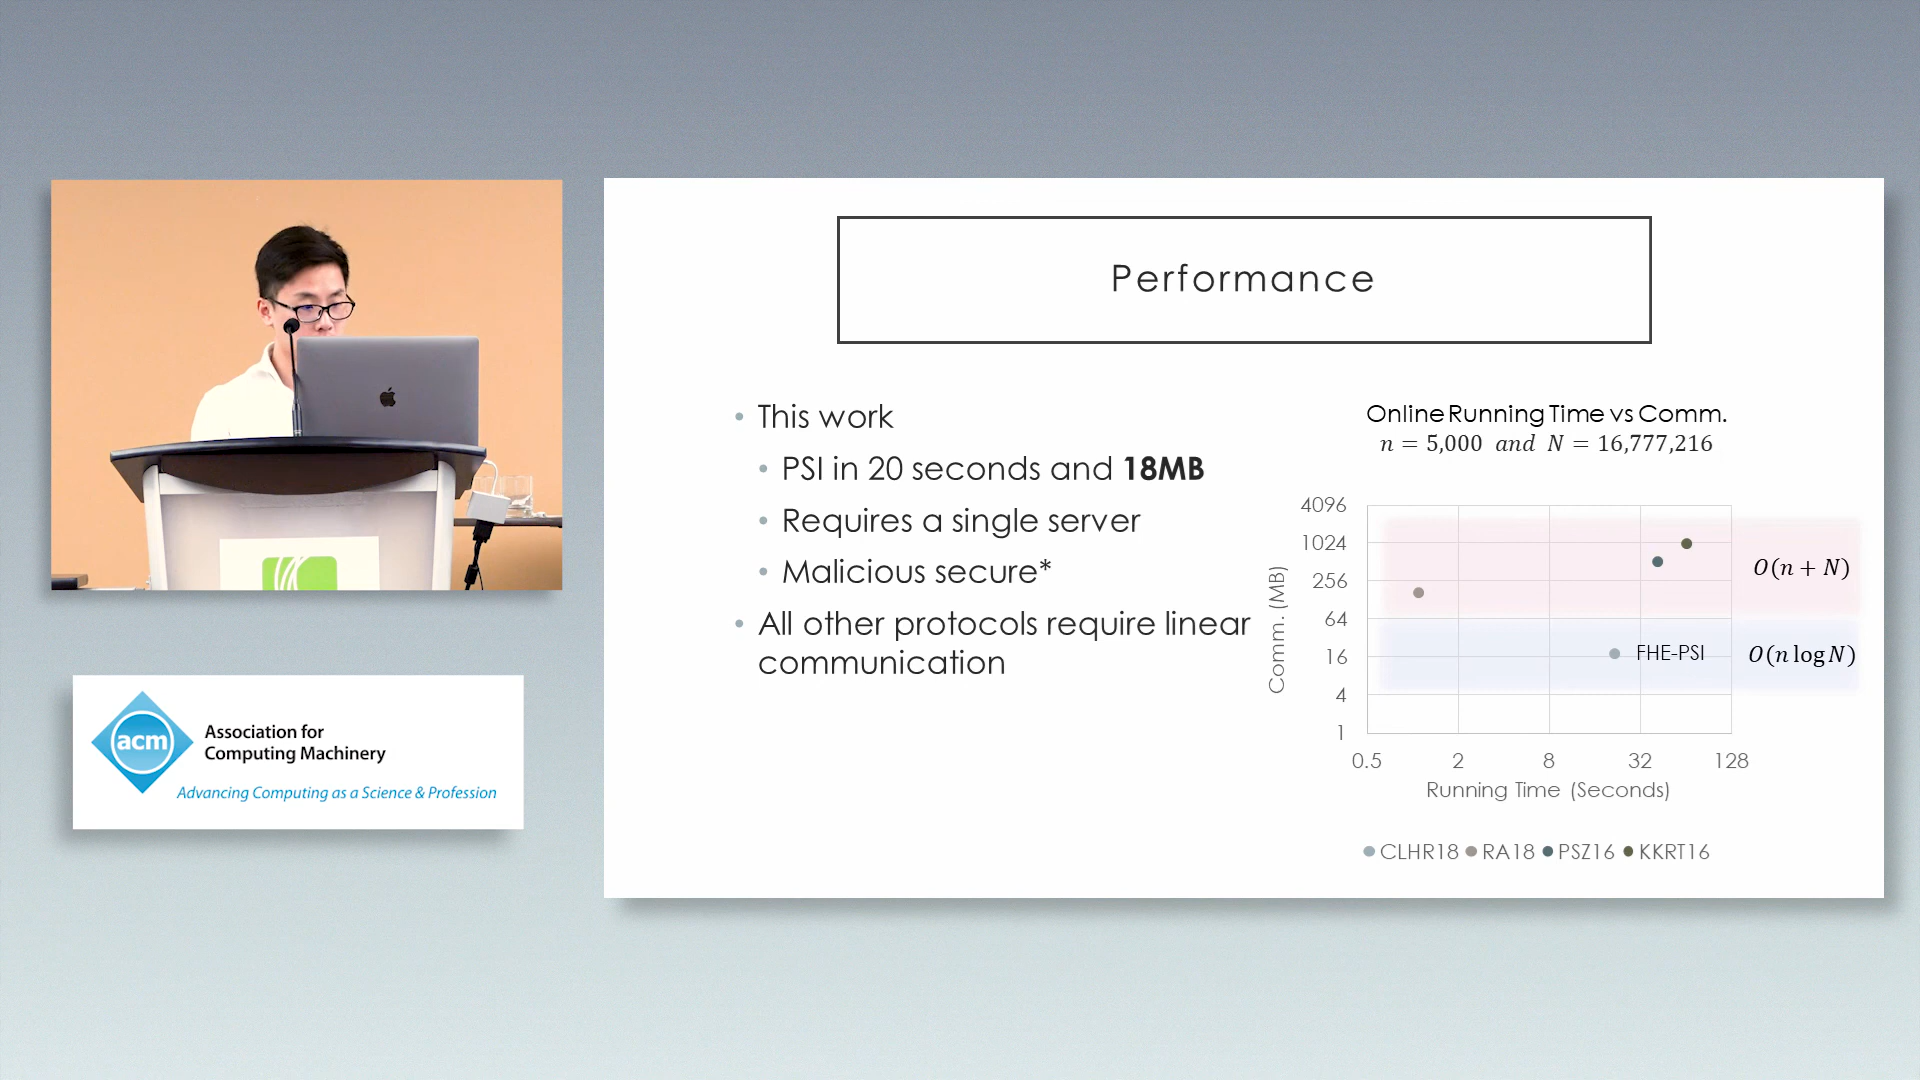 Performance
• This work
• PSI in 20 seconds and 18MB
• Requires a single server
• Malicious secure*
• All other protocols require linear
communication
Online Running Time vs Comm.
n = 5,000 and N = 16,777,216
4096
1024
256
64
16
4
1
Comm. (MB)
O(n + N)
FHE-PSI
O(n log N)
0.5 2 8 32 128
Running Time (Seconds)
CLHR18 RA18 PSZ16 KKRT16
acm
Association for
Computing Machinery
Advancing Computing as a Science & Profession